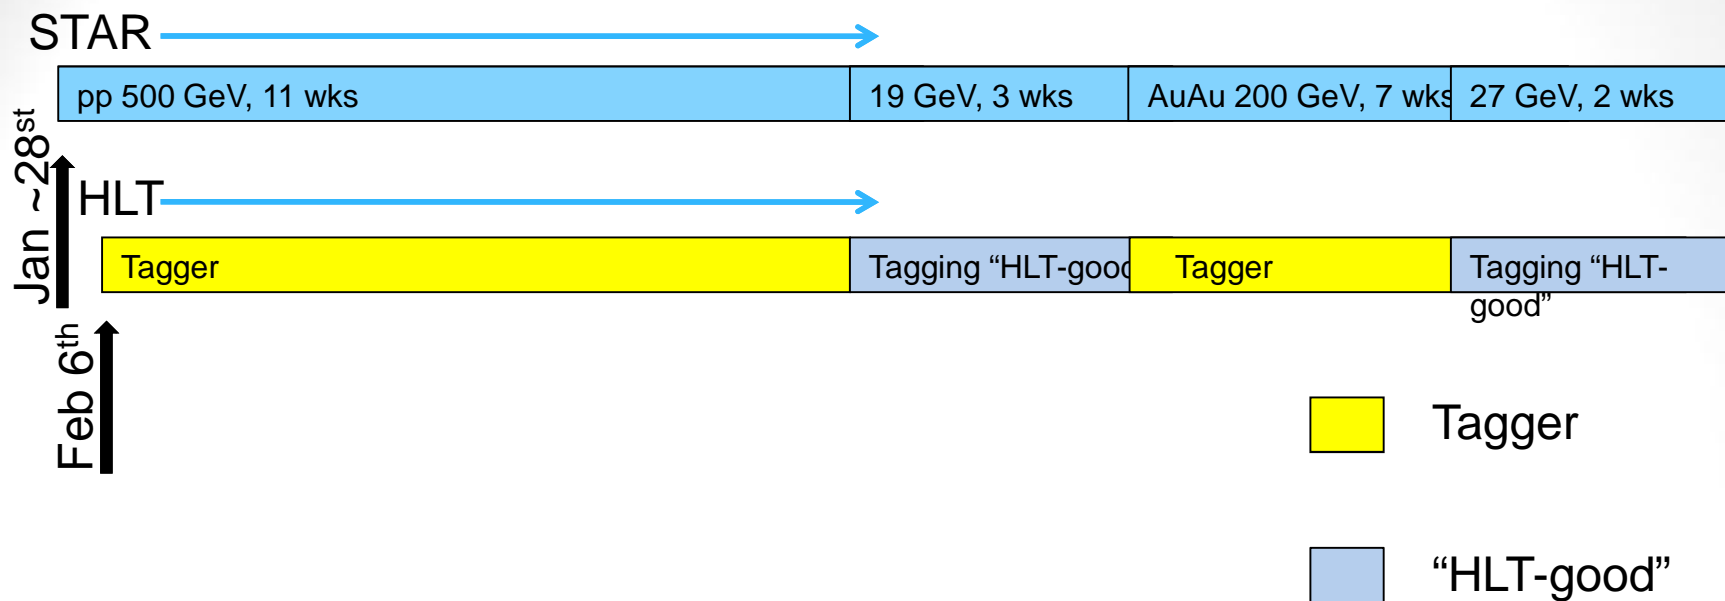 STAR
pp 500 GeV, 11 wks
19 GeV, 3 wks
AuAu 200 GeV, 7 wks
27 GeV, 2 wks
Jan ~28st
HLT
Tagger
Tagging “HLT-good
Tagger
Tagging “HLT-
good”
Feb 6th
Tagger
“HLT-good”